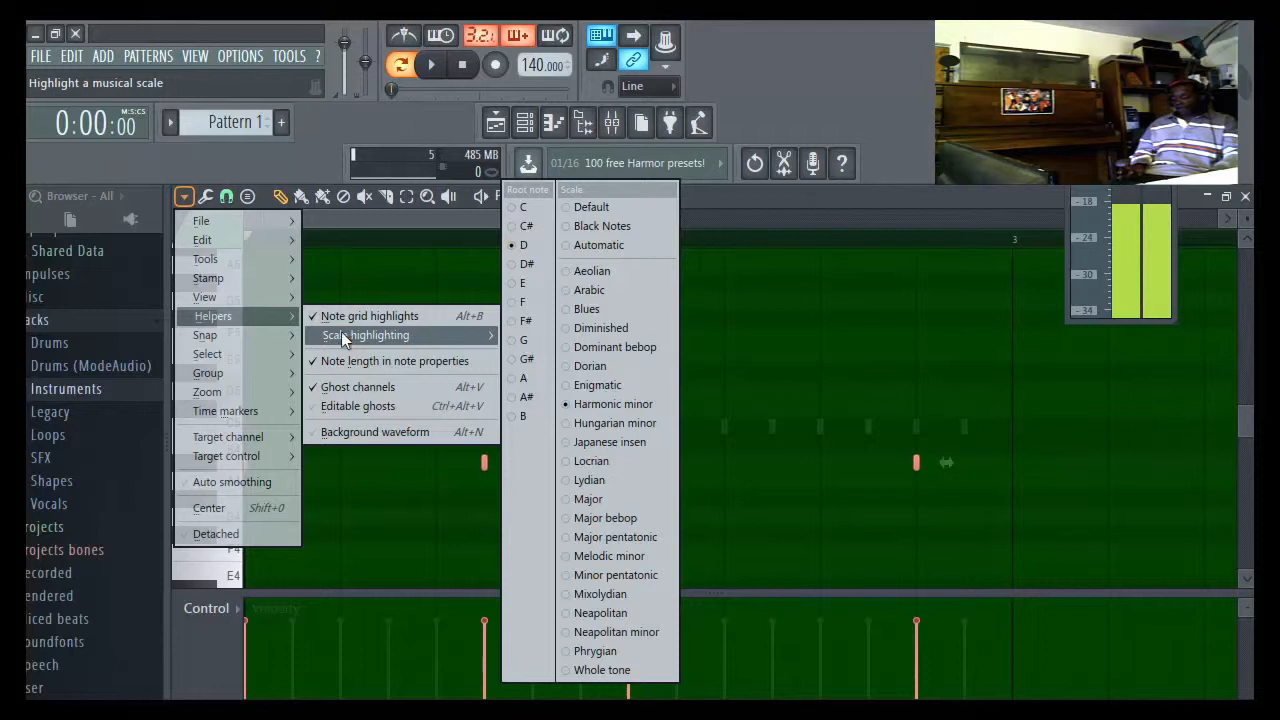 3.2.
FILE EDIT ADD PATTERNS VIEW OPTIONS TOOLS ?
140.000
Highlight a musical scale
Line
0:00:00
M:S:CS
Pattern 1
+
5
485 MB
0
01/16 100 free Harmor presets!
?
Browser - All
Shared Data
mpulses
isc
acks
Drums
Drums (ModeAudio)
Instruments
Legacy
Loops
SFX
Shapes
Vocals
rojects
rojects bones
ecorded
iced beats
oundfonts
peech
ser
File
Edit
Tools
Stamp
View
Helpers
Snap
Select
Group
Zoom
Time markers
Target channel
Target control
Auto smoothing
Center Shift+0
Detached
Note grid highlights Alt+B
Scale highlighting
Note length in note properties
Ghost channels Alt+V
Editable ghosts Ctrl+Alt+V
Background waveform Alt+N
Root note
C
C#
D
D#
E
F
F#
G
G#
A
A#
B
Scale
Default
Black Notes
Automatic
Aeolian
Arabic
Blues
Diminished
Dominant bebop
Dorian
Enigmatic
Harmonic minor
Hungarian minor
Japanese insen
Locrian
Lydian
Major
Major bebop
Major pentatonic
Melodic minor
Minor pentatonic
Mixolydian
Neapolitan
Neapolitan minor
Phrygian
Whole tone
3
-18
-24
-30
-34
F4
E4
Control
Velocity